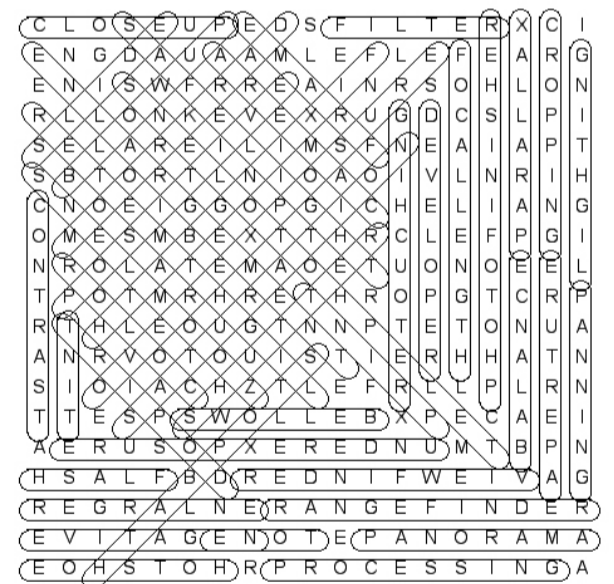 C L O S E U P E D S F I L T E R X C I
E N G D A U A A M L E F L E F E A R G
E N I S W F R R E A I N R S O H L O N
R L L O N K E V E X R U G D C S L P I
S E L A R E I L I M S F N E A I A P T
S B T O R T L N I O A O I V L N R I H
C N O E I G G O P G I C H E L I A N G
O M E S M B E X T T H R C L E F P G I
N R O L A T E M A O E T U O N O E E L
T P O T M R H R E T H R O P G T C R P
R T H L E O U G T N N P T E T O N U A
A N R V O T O U I S T I E R H H A T N
S I O I A C H Z T L E F R L L P L R N
T T E S P S W O L L E B X P E C A E I
A E R U S O P X E R E D N U M T B P N
H S A L F B D R E D N I F W E I V A G
R E G R A L N E R A N G E F I N D E R
E V I T A G E N O T E P A N O R A M A
E O H S T O H R P R O C E S S I N G A